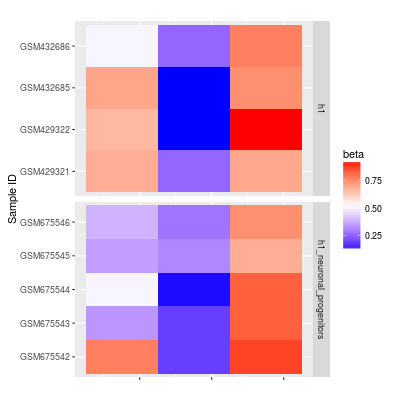 GSM432686
GSM432685
GSM429322
GSM429321
h1
GSM675546
GSM675545
GSM675544
GSM675543
GSM675542
h1_neuronal_progenitors
Sample ID
beta
0.75
0.50
0.25